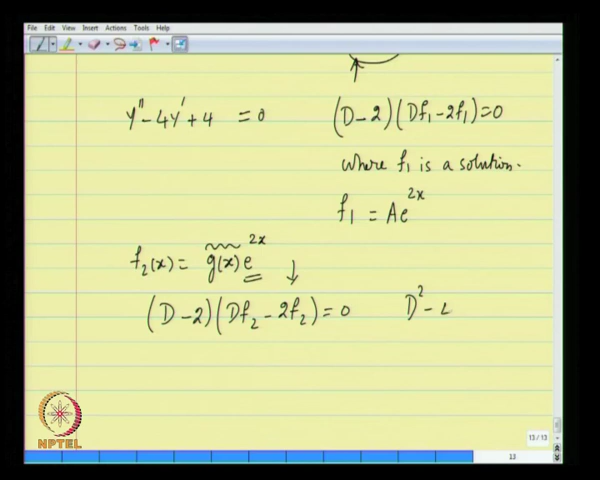 File Edit View Insert Actions Tools Help
y'' - 4y' + 4 = 0
(D-2)(Df₁-2f₁)=0
where f₁ is a solution.
f₁ = Ae^{2x}
f₂(x) = g(x)e^{2x}
(D-2)(Df₂-2f₂)=0
D² - 4
NPTEL
13/13
13